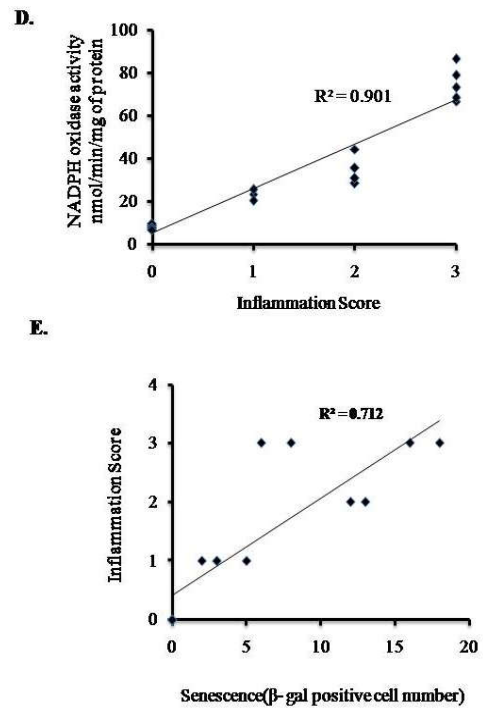 D.
NADPH oxidase activity
nmol/min/mg of protein
100
80
60
40
20
0
R² = 0.901
0 1 2 3
Inflammation Score
E.
Inflammation Score
4
3
2
1
0
R² = 0.712
0 5 10 15 20
Senescence(β- gal positive cell number)